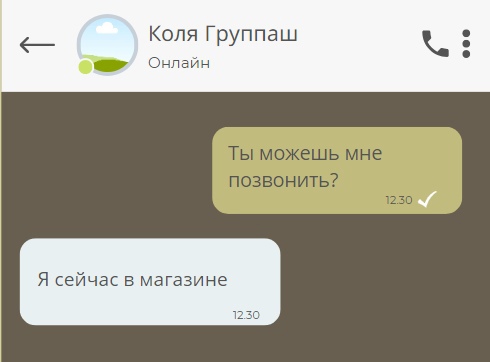 Коля Группаш
Онлайн
Ты можешь мне
позвонить?
12.30
Я сейчас в магазине
12.30